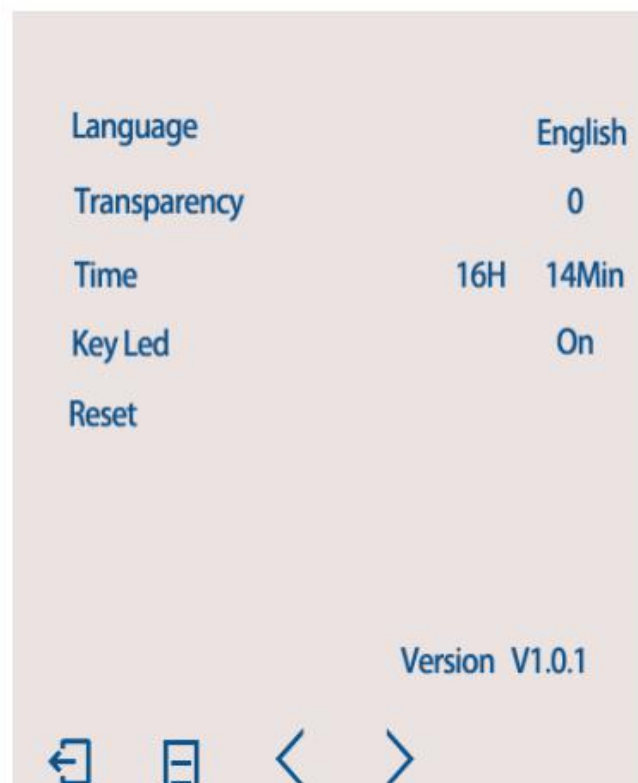 Language English
Transparency 0
Time 16H 14Min
Key Led On
Reset
Version V1.0.1